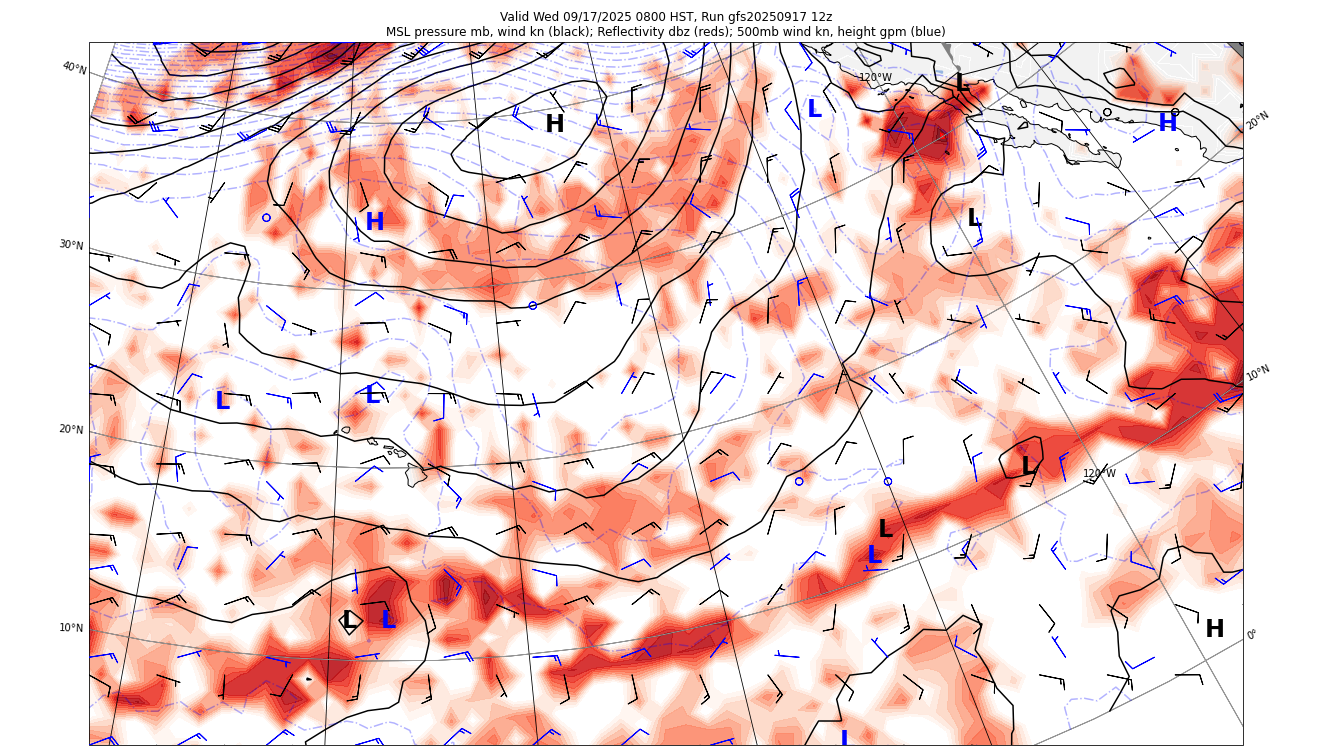 Valid Wed 09/17/2025 0800 HST, Run gfs20250917 12z
MSL pressure mb, wind kn (black); Reflectivity dbz (reds); 500mb wind kn, height gpm (blue)
40°N
120°W
L
L
H
H
20°N
H
L
30°N
L
L
10°N
20°N
L
120°W
L
L
10°N
L
L
H
0°
L